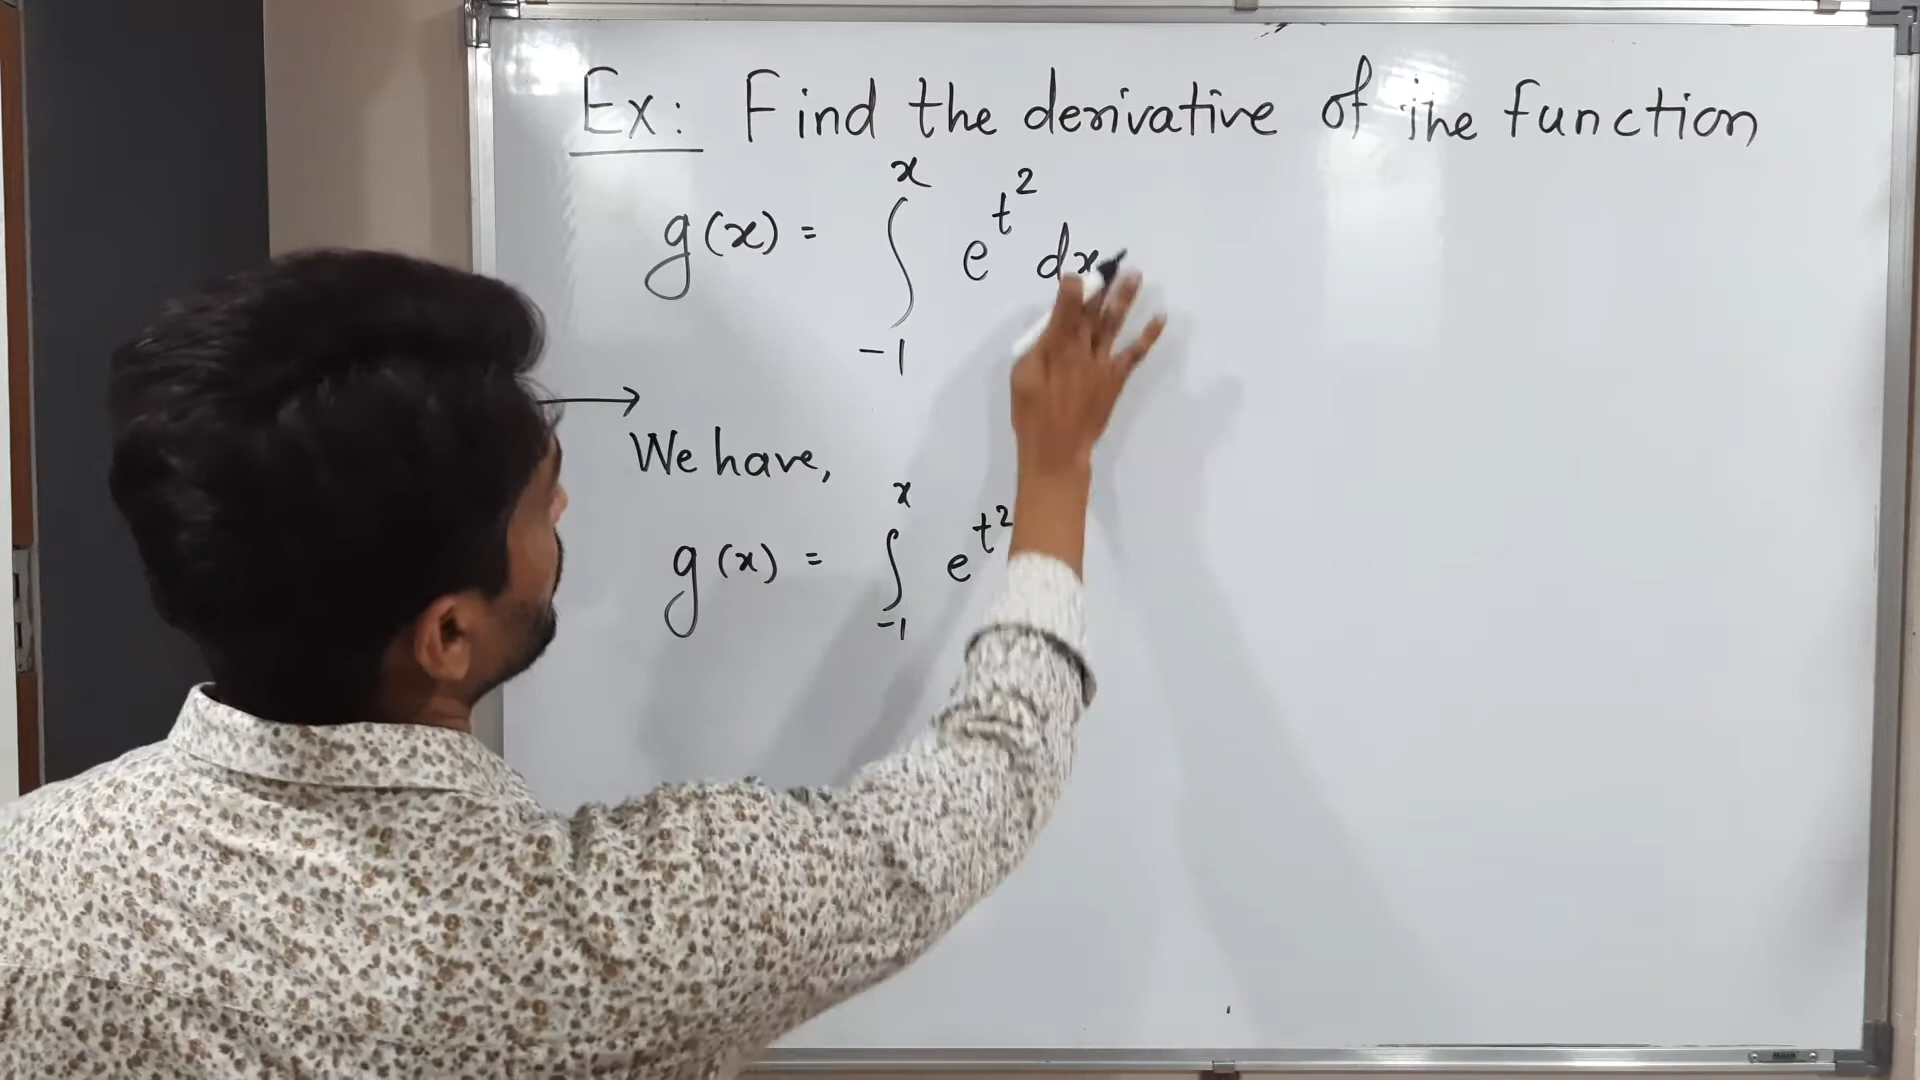 Ex: Find the derivative of the function
g(x) = ∫_{-1}^{x} e^{t^2} dx
We have,
g(x) = ∫_{-1}^{x} e^{t^2}